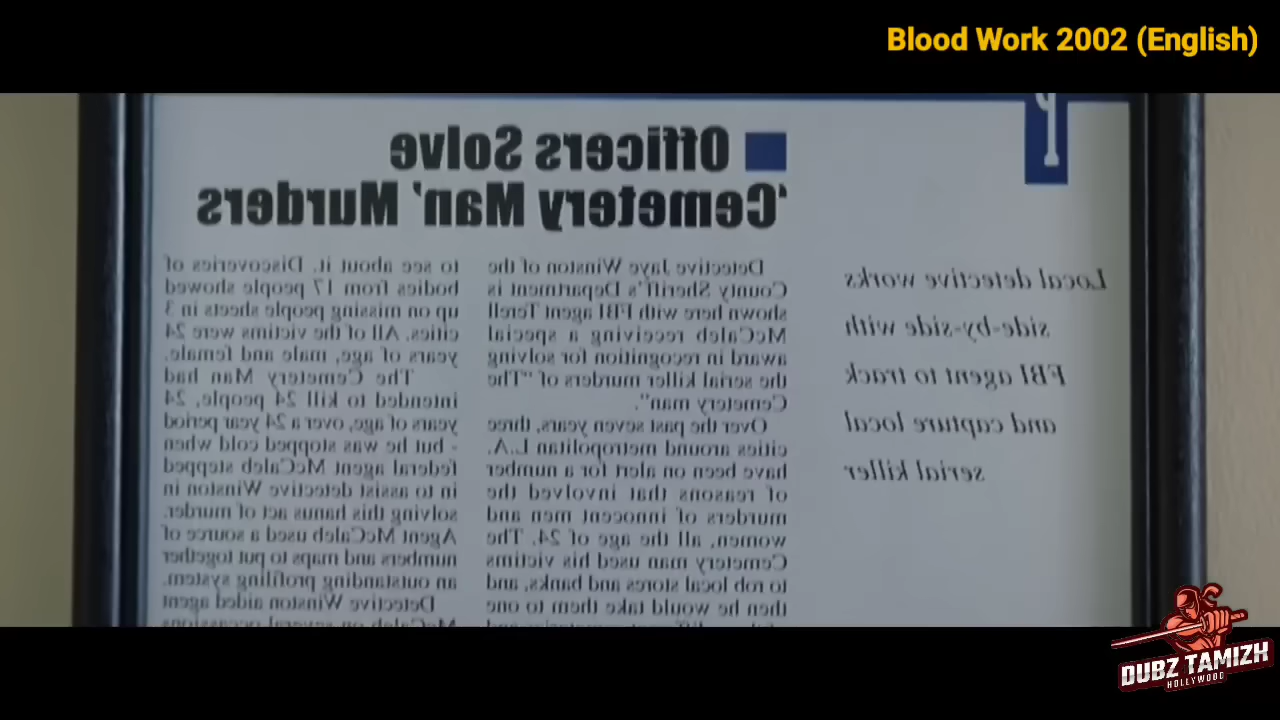 Blood Work 2002 (English)
Officers Solve
‘Cemetery Man’ Murders
Local detective works
side-by-side with
FBI agent to track
and capture local
serial killer
Detective Jaye Winston of the
County Sheriff's Department is
shown here with FBI agent Terell
McCaleb receiving a special
award in recognition for solving
the serial killer murders of "The
Cemetery man".
Over the past seven years, three
cities around metropolitan L.A.
have been on alert for a number
of reasons that involved the
murders of innocent men and
women, all the age of 24. The
Cemetery man used his victims
to rob local stores and banks, and
then he would take them to one
to see about it. Discoveries of
bodies from 17 people showed
up on missing people sheets in 3
cities. All of the victims were 24
years of age, male and female.
The Cemetery Man had
intended to kill 24 people, 24
years of age, over a 24 year period
- but he was stopped cold when
federal agent McCaleb stepped
in to assist detective Winston in
solving this hanus act of murder.
Agent McCaleb used a source of
numbers and maps to put together
an outstanding profiling system.
Detective Winston aided agent
McCaleb on several occassions
DUBZ TAMIZH
HOLLYWOOD